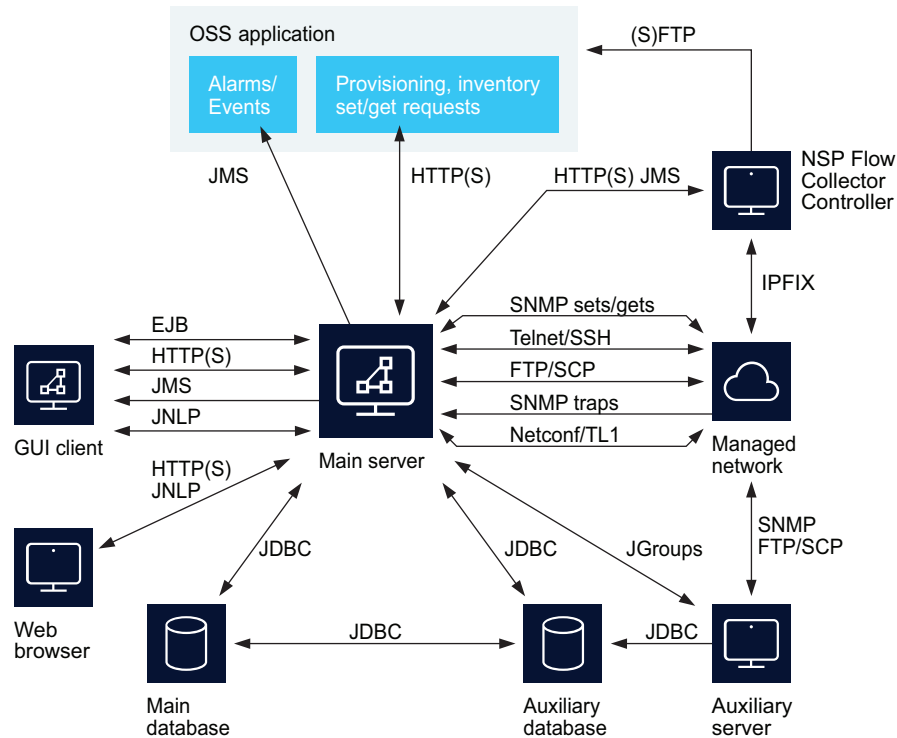 OSS application
(S)FTP
Alarms/
Events
Provisioning, inventory
set/get requests
JMS
HTTP(S)
HTTP(S) JMS
NSP Flow
Collector
Controller
IPFIX
EJB
HTTP(S)
JMS
JNLP
GUI client
Main server
SNMP sets/gets
Telnet/SSH
FTP/SCP
SNMP traps
Netconf/TL1
Managed
network
HTTP(S)
JNLP
JDBC
JDBC
JGroups
SNMP
FTP/SCP
Web
browser
JDBC
JDBC
Main
database
Auxiliary
database
Auxiliary
server